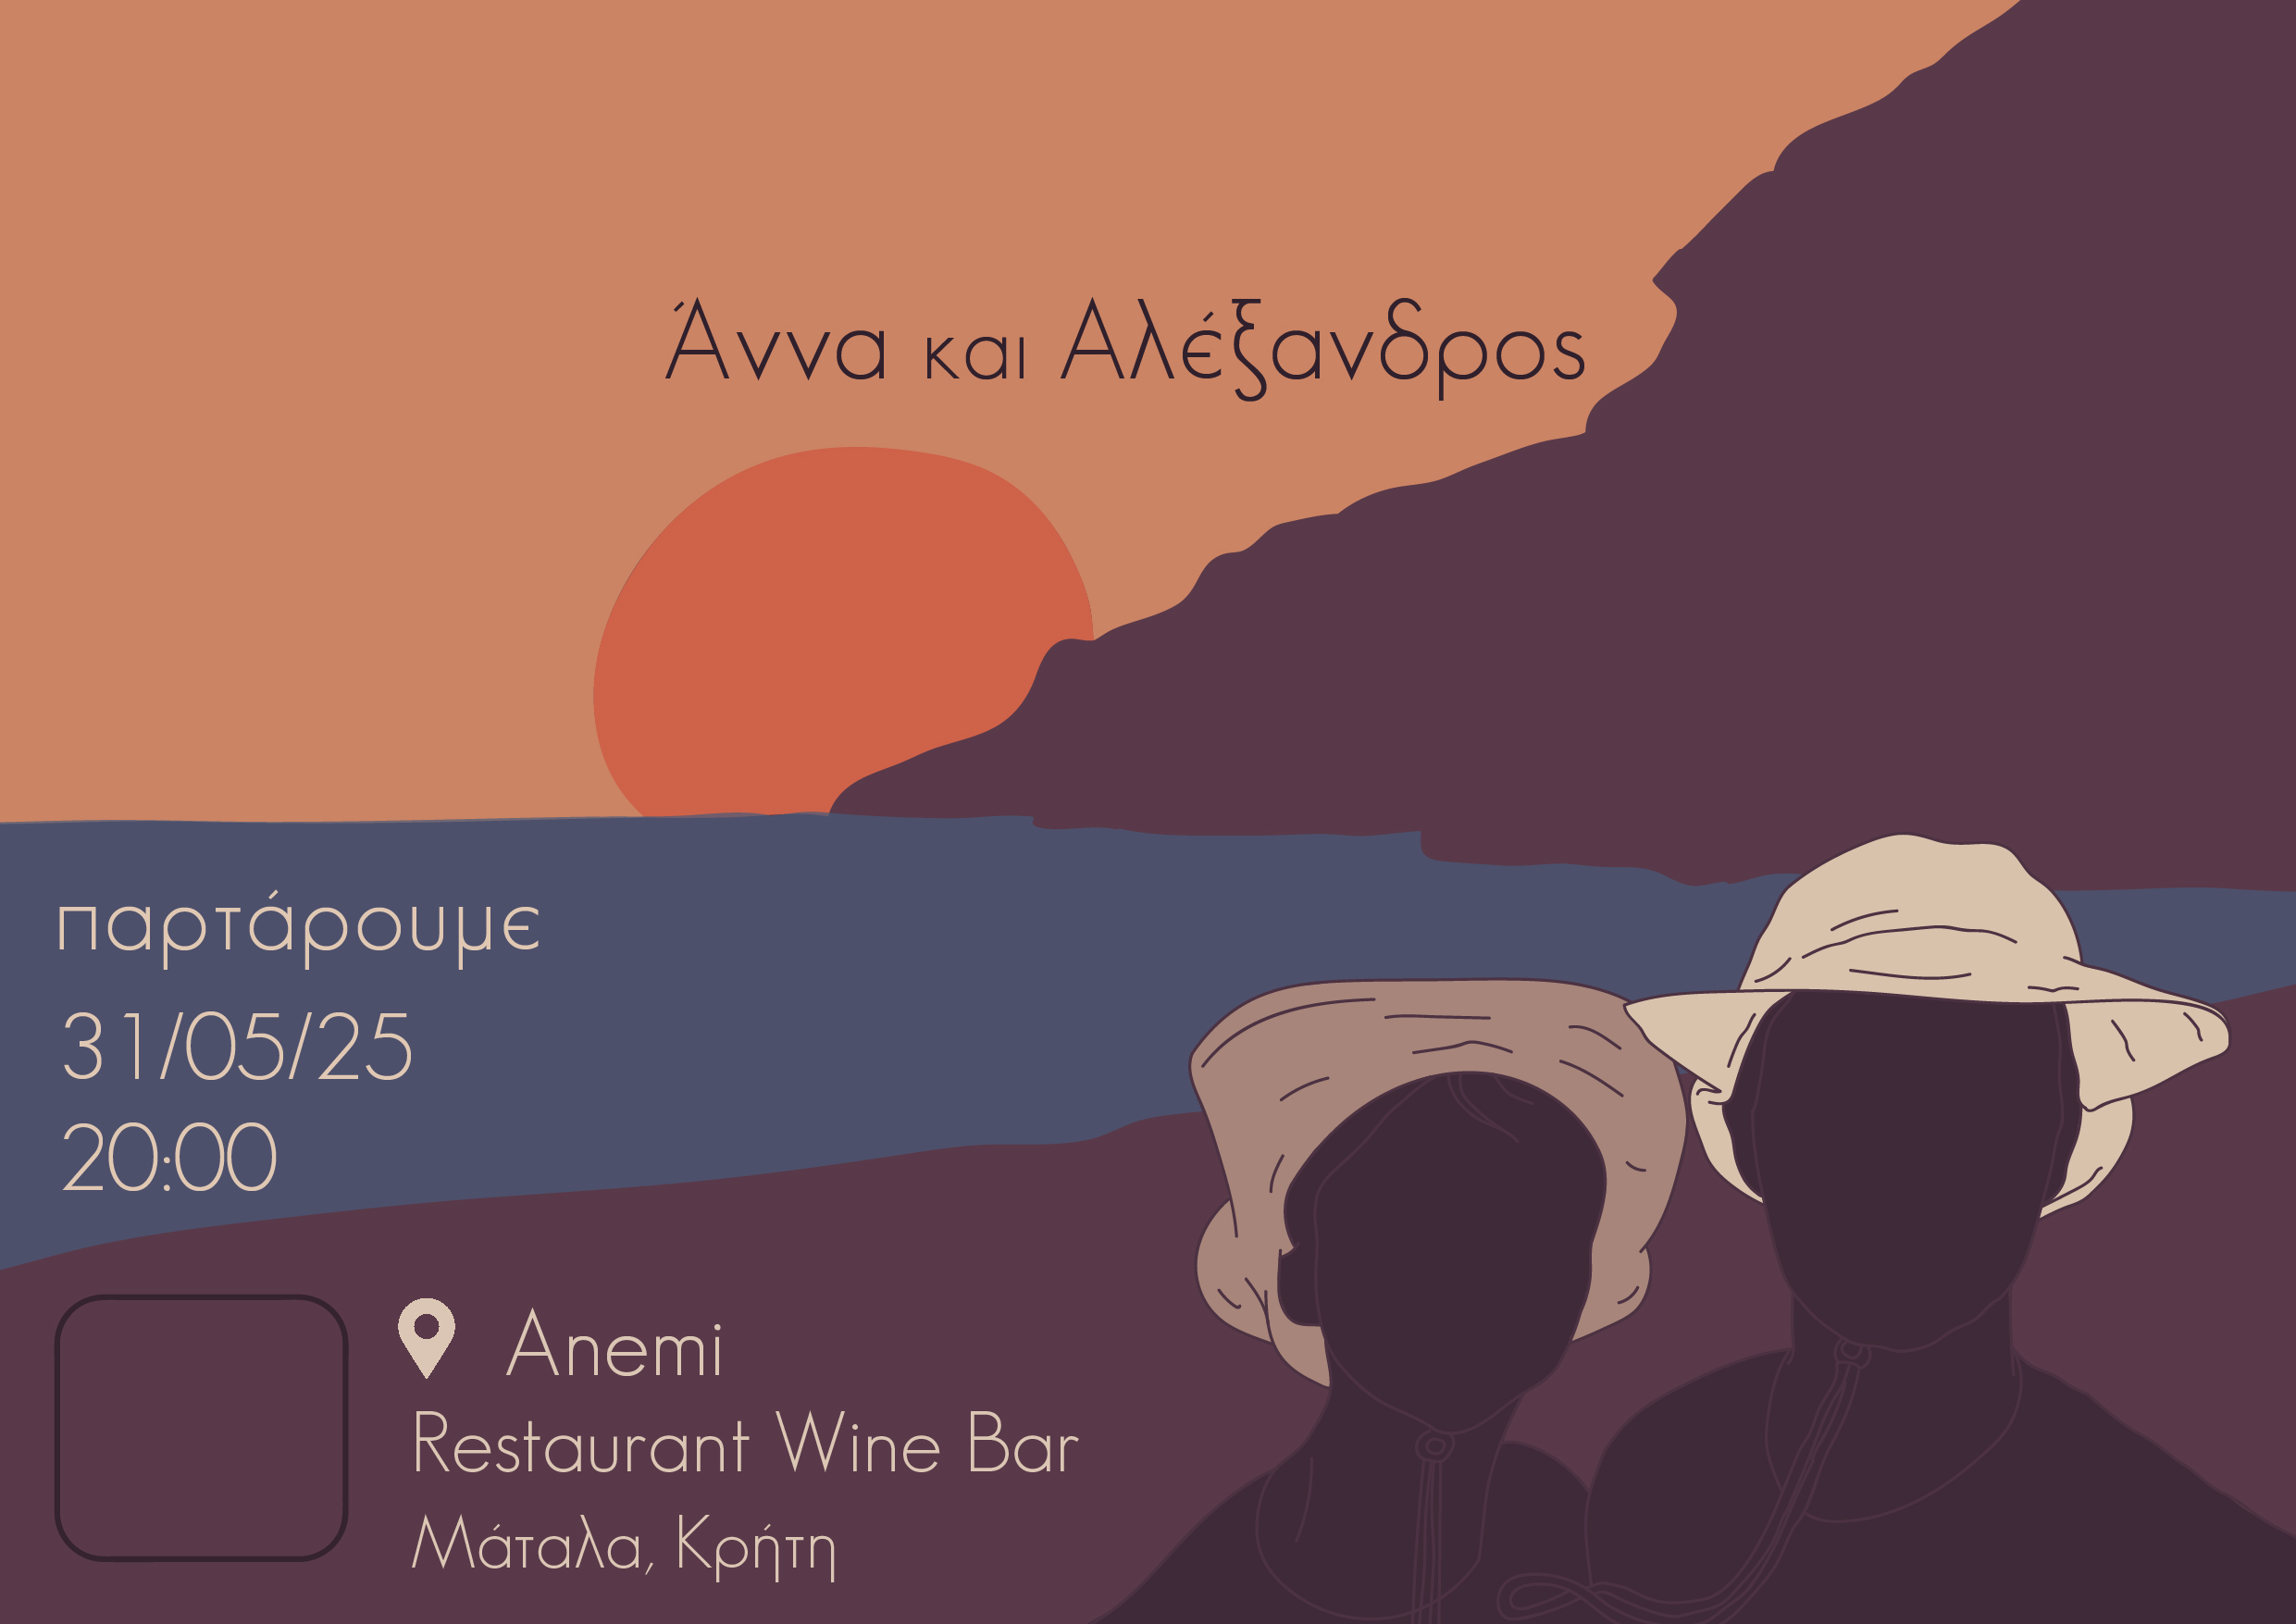 Άννα και Αλέξανδρος
παρτάρουμε
31/05/25
20:00
Anemi
Restaurant Wine Bar
Μάταλα, Κρήτη